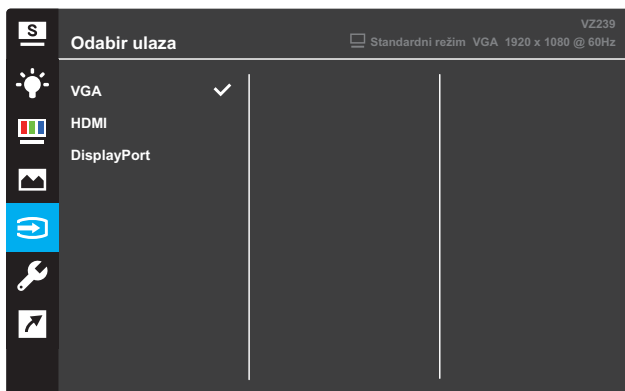 S
VZ239
Odabir ulaza
Standardni režim VGA 1920 x 1080 @ 60Hz
VGA
HDMI
DisplayPort